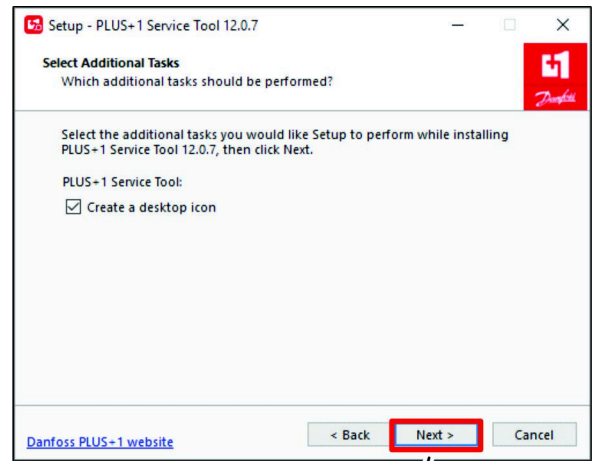 Setup - PLUS+1 Service Tool 12.0.7
Select Additional Tasks
Which additional tasks should be performed?
Danfoss
Select the additional tasks you would like Setup to perform while installing
PLUS+1 Service Tool 12.0.7, then click Next.
PLUS+1 Service Tool:
Create a desktop icon
Danfoss PLUS+1 website
< Back
Next >
Cancel